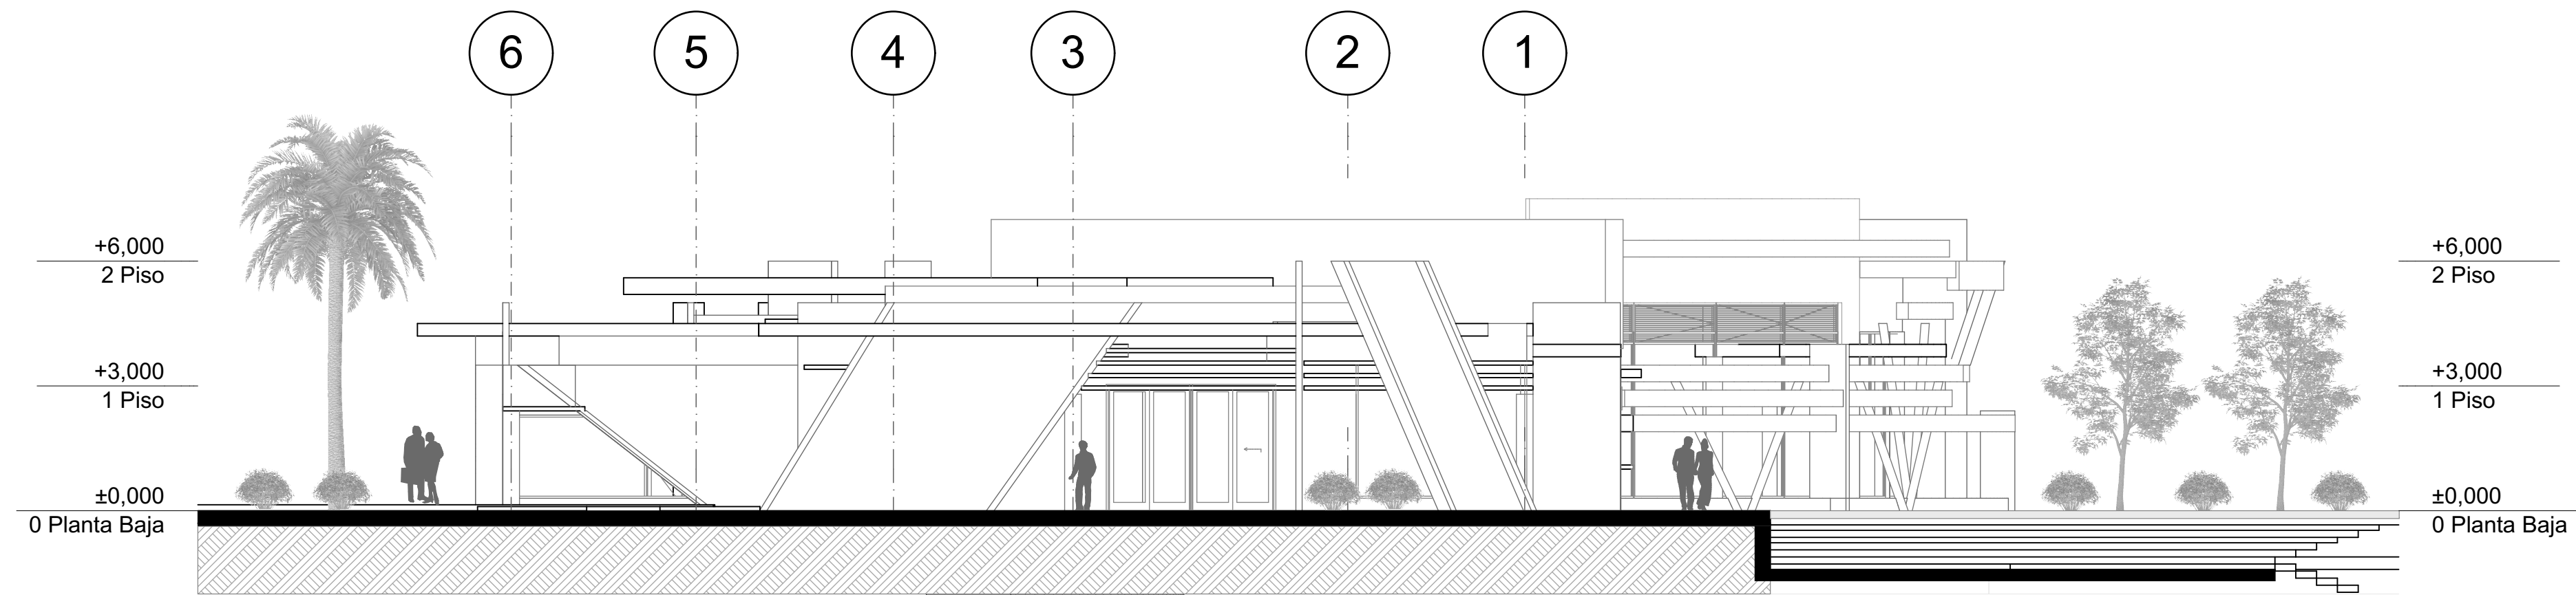 6 5 4 3 2 1
+6,000
2 Piso
+3,000
1 Piso
±0,000
0 Planta Baja
+6,000
2 Piso
+3,000
1 Piso
±0,000
0 Planta Baja